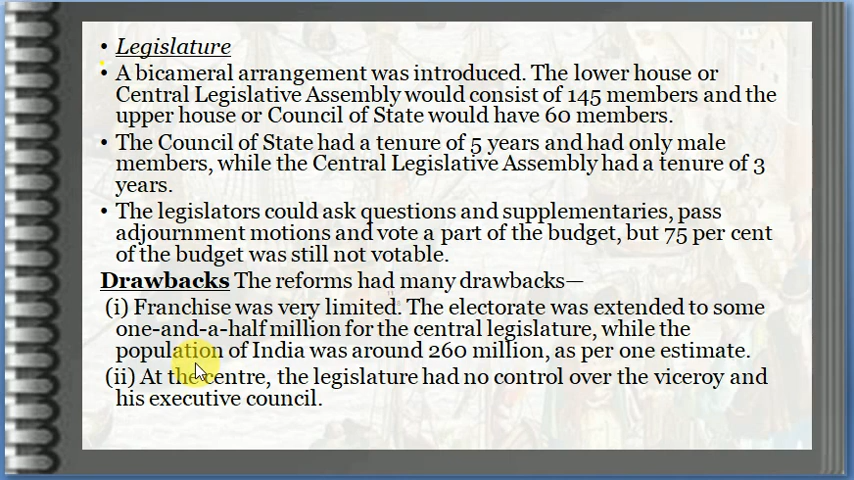 • Legislature
• A bicameral arrangement was introduced. The lower house or
Central Legislative Assembly would consist of 145 members and the
upper house or Council of State would have 60 members.
• The Council of State had a tenure of 5 years and had only male
members, while the Central Legislative Assembly had a tenure of 3
years.
• The legislators could ask questions and supplementaries, pass
adjournment motions and vote a part of the budget, but 75 per cent
of the budget was still not votable.
Drawbacks The reforms had many drawbacks—
(i) Franchise was very limited. The electorate was extended to some
one-and-a-half million for the central legislature, while the
population of India was around 260 million, as per one estimate.
(ii) At the centre, the legislature had no control over the viceroy and
his executive council.